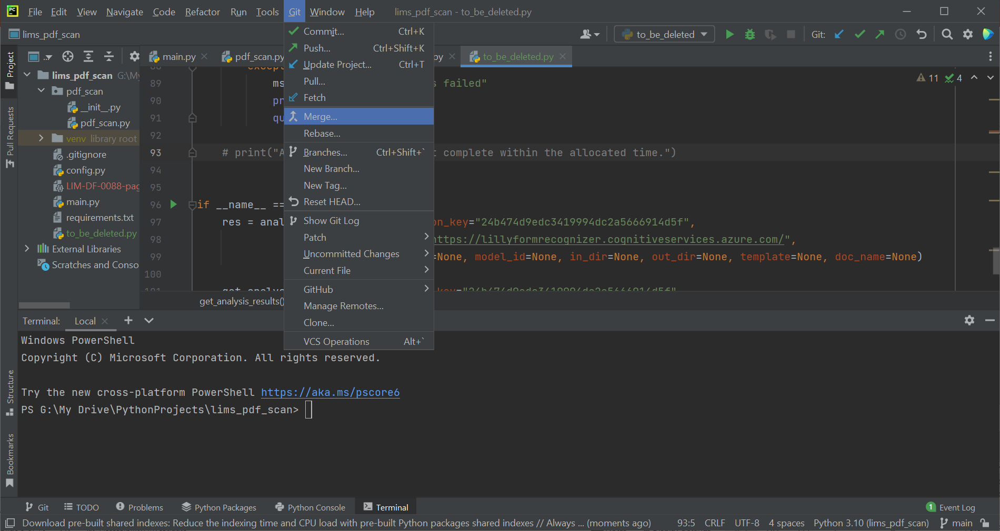 PC File Edit View Navigate Code Refactor Run Tools Git Window Help lims_pdf_scan - to_be_deleted.py
lims_pdf_scan to_be_deleted Git:
main.py pdf_scan.py py to_be_deleted.py
Project
Pull Requests
Structure
Bookmarks
lims_pdf_scan G:\My
pdf_scan
__init__.py
pdf_scan.py
venv library root
.gitignore
config.py
LIM-DF-0088-pag
main.py
requirements.txt
to_be_deleted.py
External Libraries
Scratches and Conso
Commit... Ctrl+K
Push... Ctrl+Shift+K
Update Project... Ctrl+T
Pull...
Fetch
Merge...
Rebase...
Branches... Ctrl+Shift+`
New Branch...
New Tag...
Reset HEAD...
Show Git Log
Patch
Uncommitted Changes
Current File
GitHub
Manage Remotes...
Clone...
VCS Operations Alt+`
11 4
88 except
89 ms s failed"
90 pr
91 qu
92
93 # print("A t complete within the allocated time.")
94
95
96 if __name__ ==
97 res = anal on_key="24b474d9edc3419994dc2a5666914d5f",
98 https://lillyformrecognizer.cognitiveservices.azure.com/",
99 =None, model_id=None, in_dir=None, out_dir=None, template=None, doc_name=None)
100
101 get_analys key="24b474d9edc3419994dc2a5666914d5f"
get_analysis_results()
Terminal: Local
Windows PowerShell
Copyright (C) Microsoft Corporation. All rights reserved.
Try the new cross-platform PowerShell https://aka.ms/pscore6
PS G:\My Drive\PythonProjects\lims_pdf_scan>
Git TODO Problems Python Packages Python Console Terminal 1 Event Log
Download pre-built shared indexes: Reduce the indexing time and CPU load with pre-built Python packages shared indexes // Always ... (moments ago) 93:5 CRLF UTF-8 4 spaces Python 3.10 (lims_pdf_scan) main